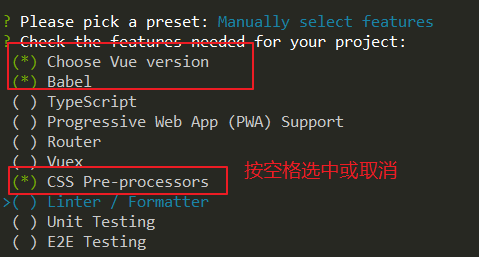 ? Please pick a preset: Manually select features
? Check the features needed for your project:
(*) Choose Vue version
(*) Babel
( ) TypeScript
( ) Progressive Web App (PWA) Support
( ) Router
( ) Vuex
(*) CSS Pre-processors 按空格选中或取消
>( ) Linter / Formatter
( ) Unit Testing
( ) E2E Testing